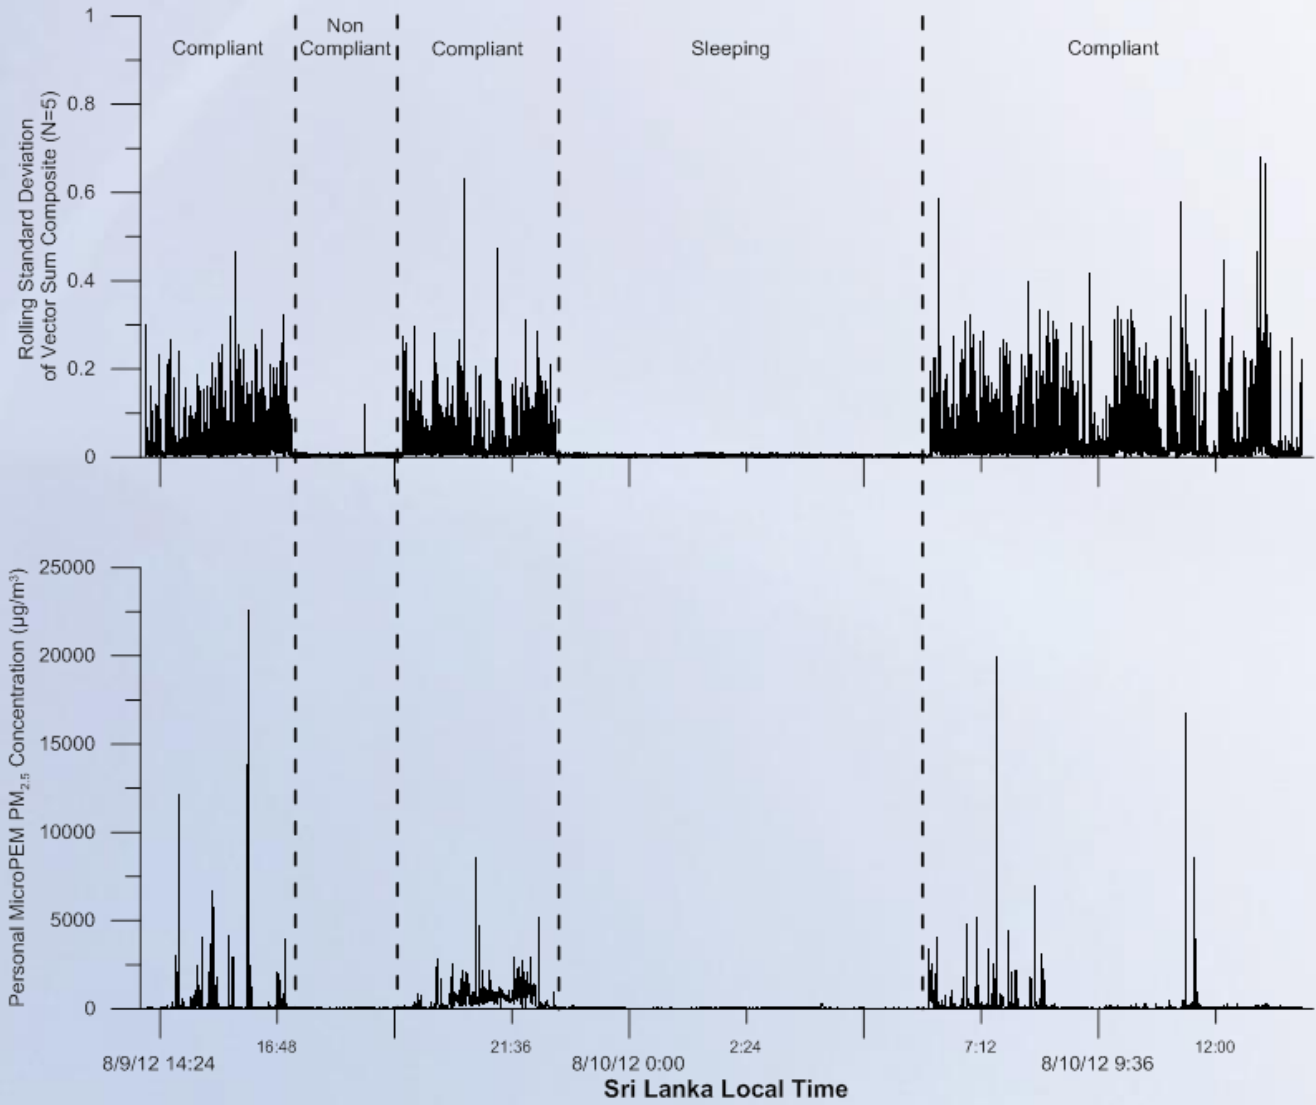 Compliant
Non
Compliant
Compliant
Sleeping
Compliant
1
0.8
0.6
0.4
0.2
0
Rolling Standard Deviation
of Vector Sum Composite (N=5)
25000
20000
15000
10000
5000
0
Personal MicroPEM PM2.5 Concentration (µg/m³)
8/9/12 14:24
16:48
21:36
8/10/12 0:00
2:24
7:12
8/10/12 9:36
12:00
Sri Lanka Local Time